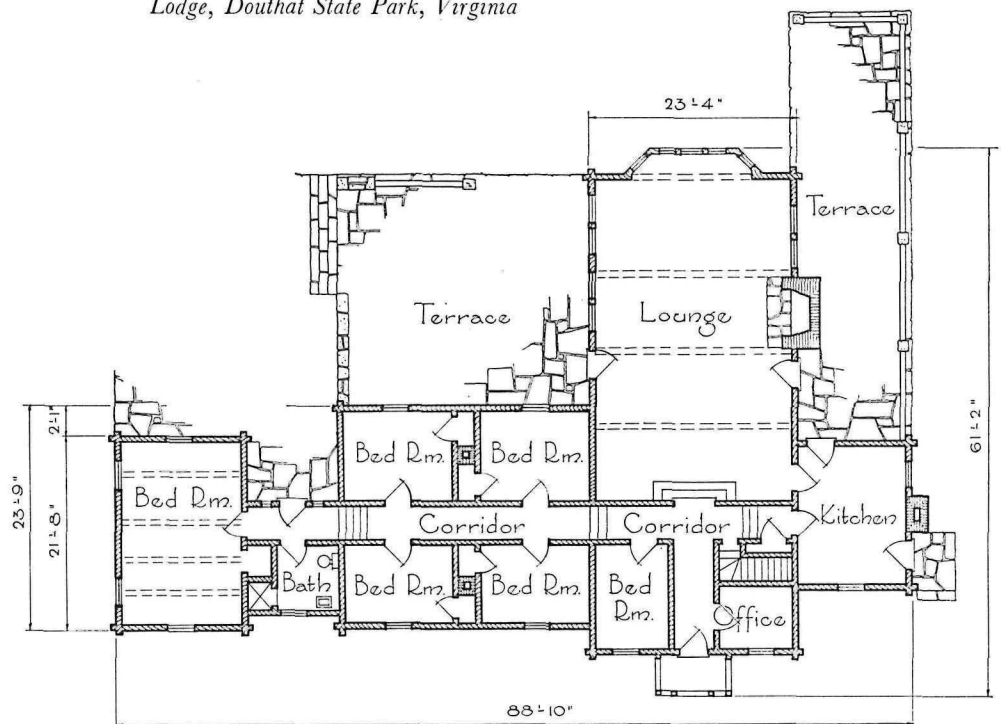 Lodge, Douthat State Park, Virginia
23'-4"
Terrace
Terrace
Lounge
61'-2"
2'-1"
23'-9"
21'-8"
Bed Rm.
Bed Rm.
Bed Rm.
Corridor
Corridor
Kitchen
Bath
Bed Rm.
Bed Rm.
Bed
Rm.
Office
88'-10"